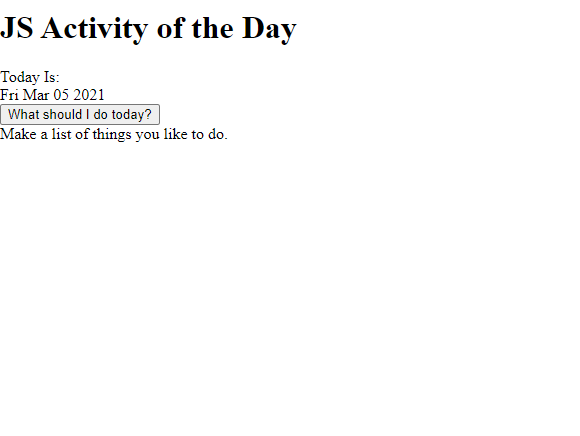 JS Activity of the Day
Today Is:
Fri Mar 05 2021
What should I do today?
Make a list of things you like to do.